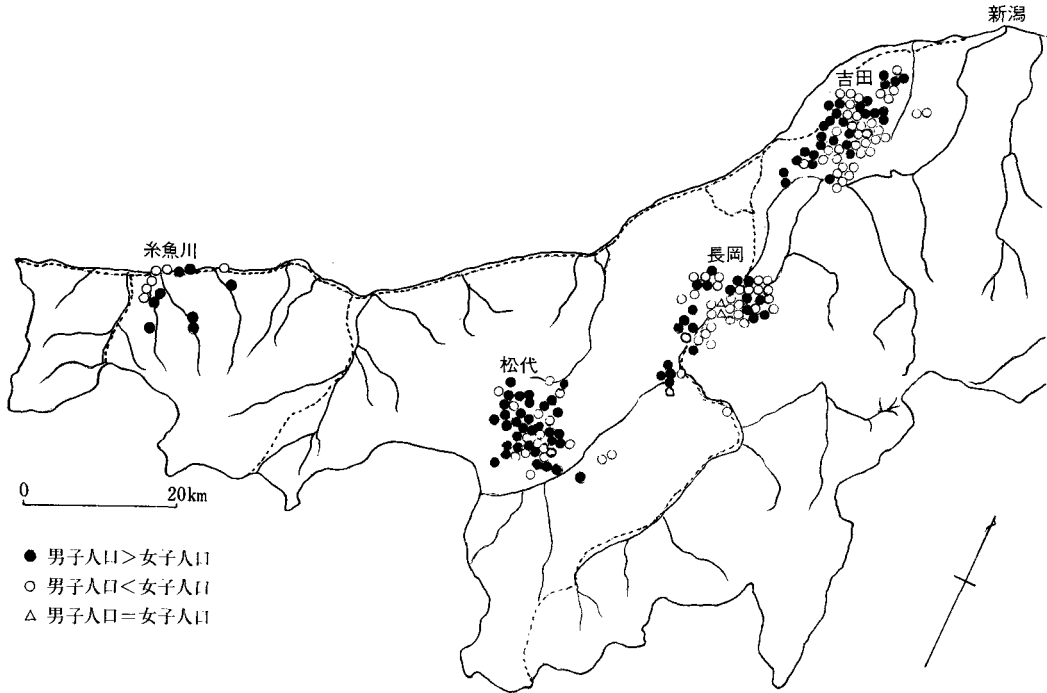 新潟
吉田
糸魚川
長岡
松代
0 20km
● 男子人口>女子人口
○ 男子人口<女子人口
△ 男子人口=女子人口